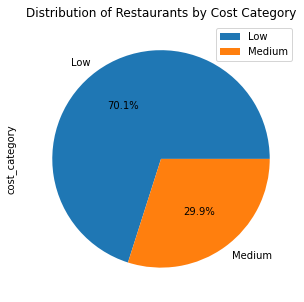 Distribution of Restaurants by Cost Category
Low
Medium
Low
70.1%
cost_category
29.9%
Medium